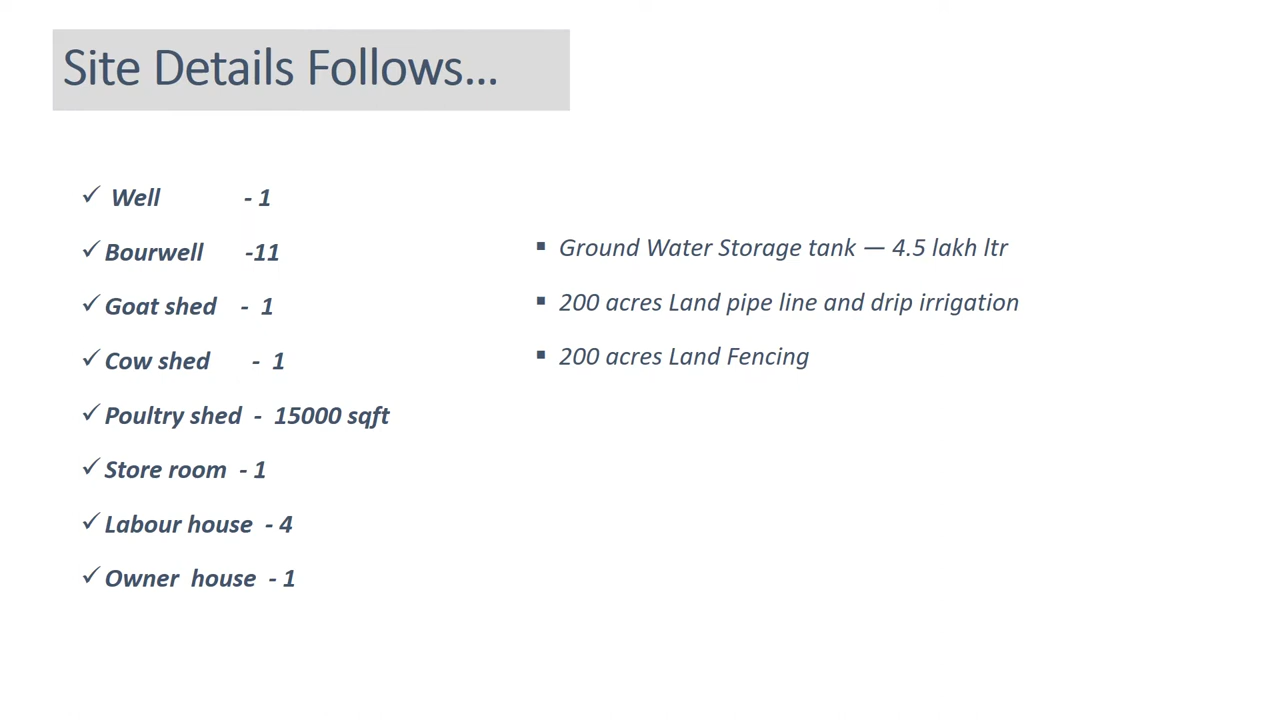 Site Details Follows...
✓ Well - 1
✓ Bourwell -11
✓ Goat shed - 1
✓ Cow shed - 1
✓ Poultry shed - 15000 sqft
✓ Store room - 1
✓ Labour house - 4
✓ Owner house - 1
▪ Ground Water Storage tank — 4.5 lakh ltr
▪ 200 acres Land pipe line and drip irrigation
▪ 200 acres Land Fencing